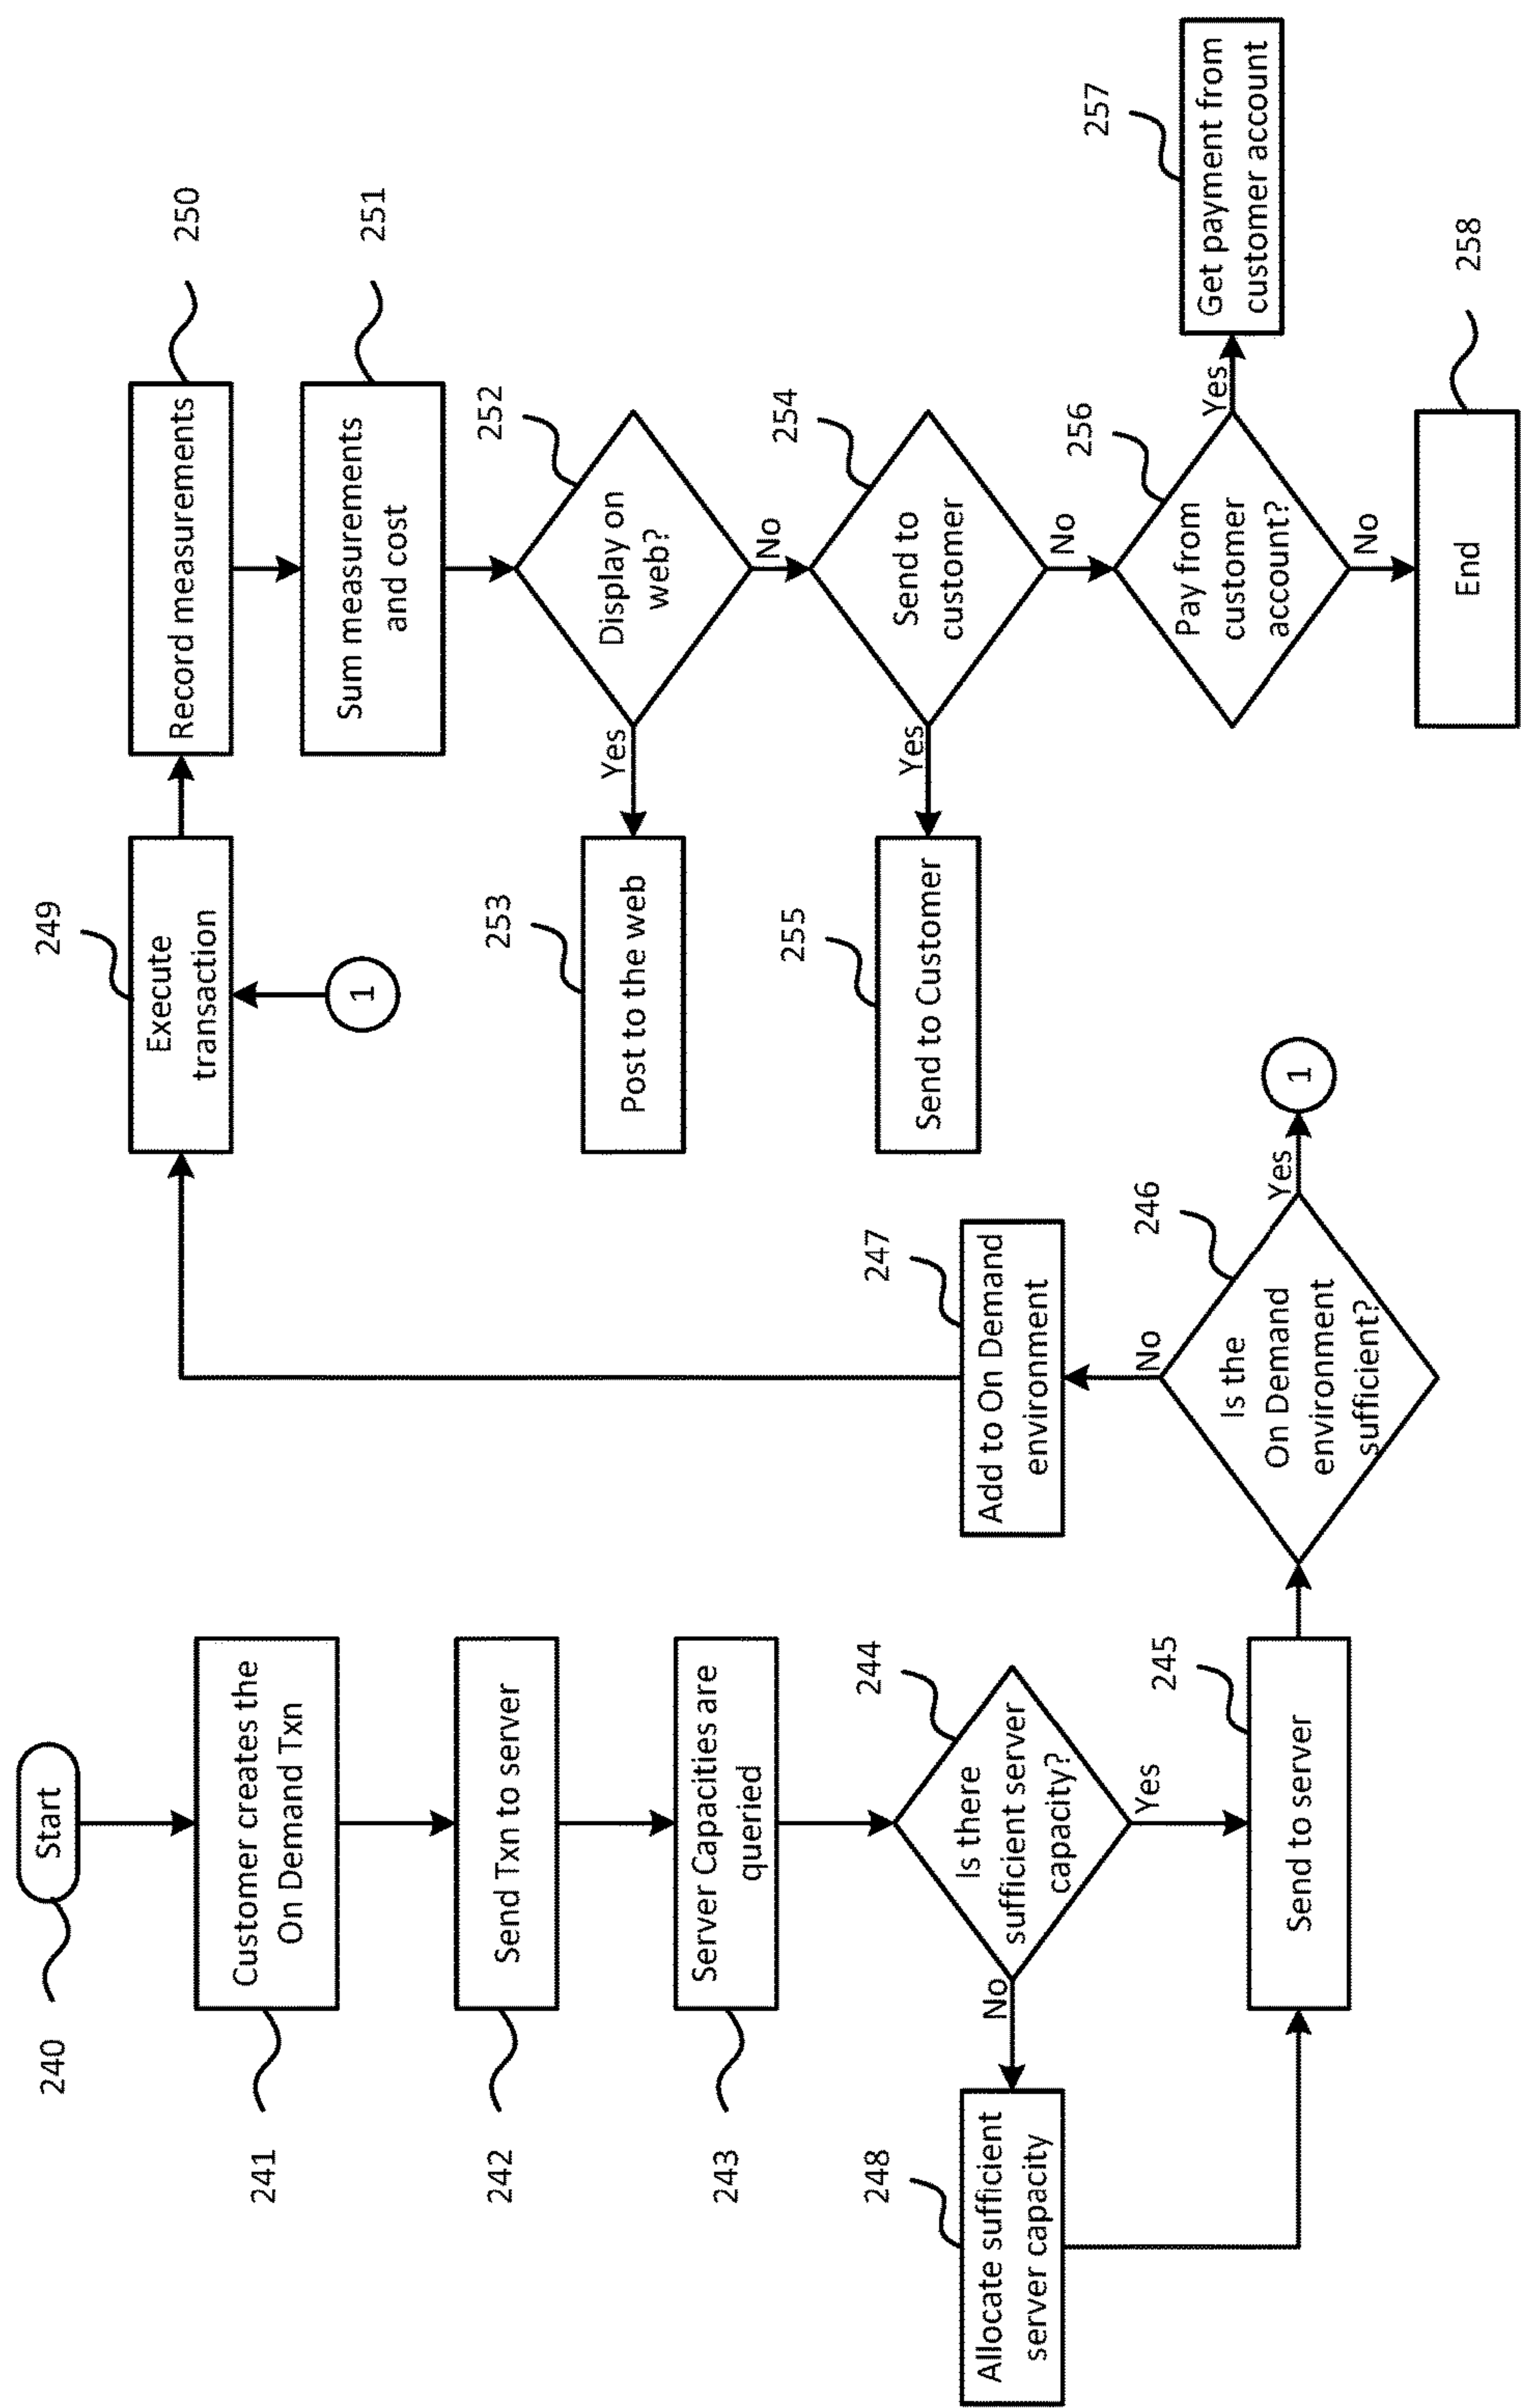 240
Start
241
Customer creates the
On Demand Txn
242
Send Txn to server
243
Server Capacities are
queried
244
Is there
sufficient server
capacity?
No
Yes
248
Allocate sufficient
server capacity
245
Send to server
246
Is the
On Demand
environment
sufficient?
No
Yes
1
247
Add to On Demand
environment
249
Execute
transaction
1
250
Record measurements
251
Sum measurements
and cost
252
Display on
web?
Yes
No
253
Post to the web
254
Send to
customer
Yes
No
255
Send to Customer
256
Pay from
customer
account?
Yes
No
257
Get payment from
customer account
258
End